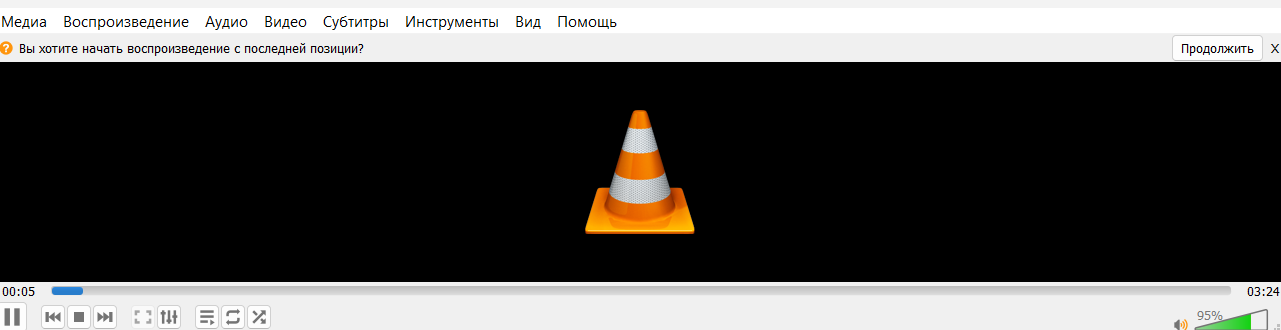 Медиа Воспроизведение Аудио Видео Субтитры Инструменты Вид Помощь
Вы хотите начать воспроизведение с последней позиции? Продолжить X
00:05 03:24
95%